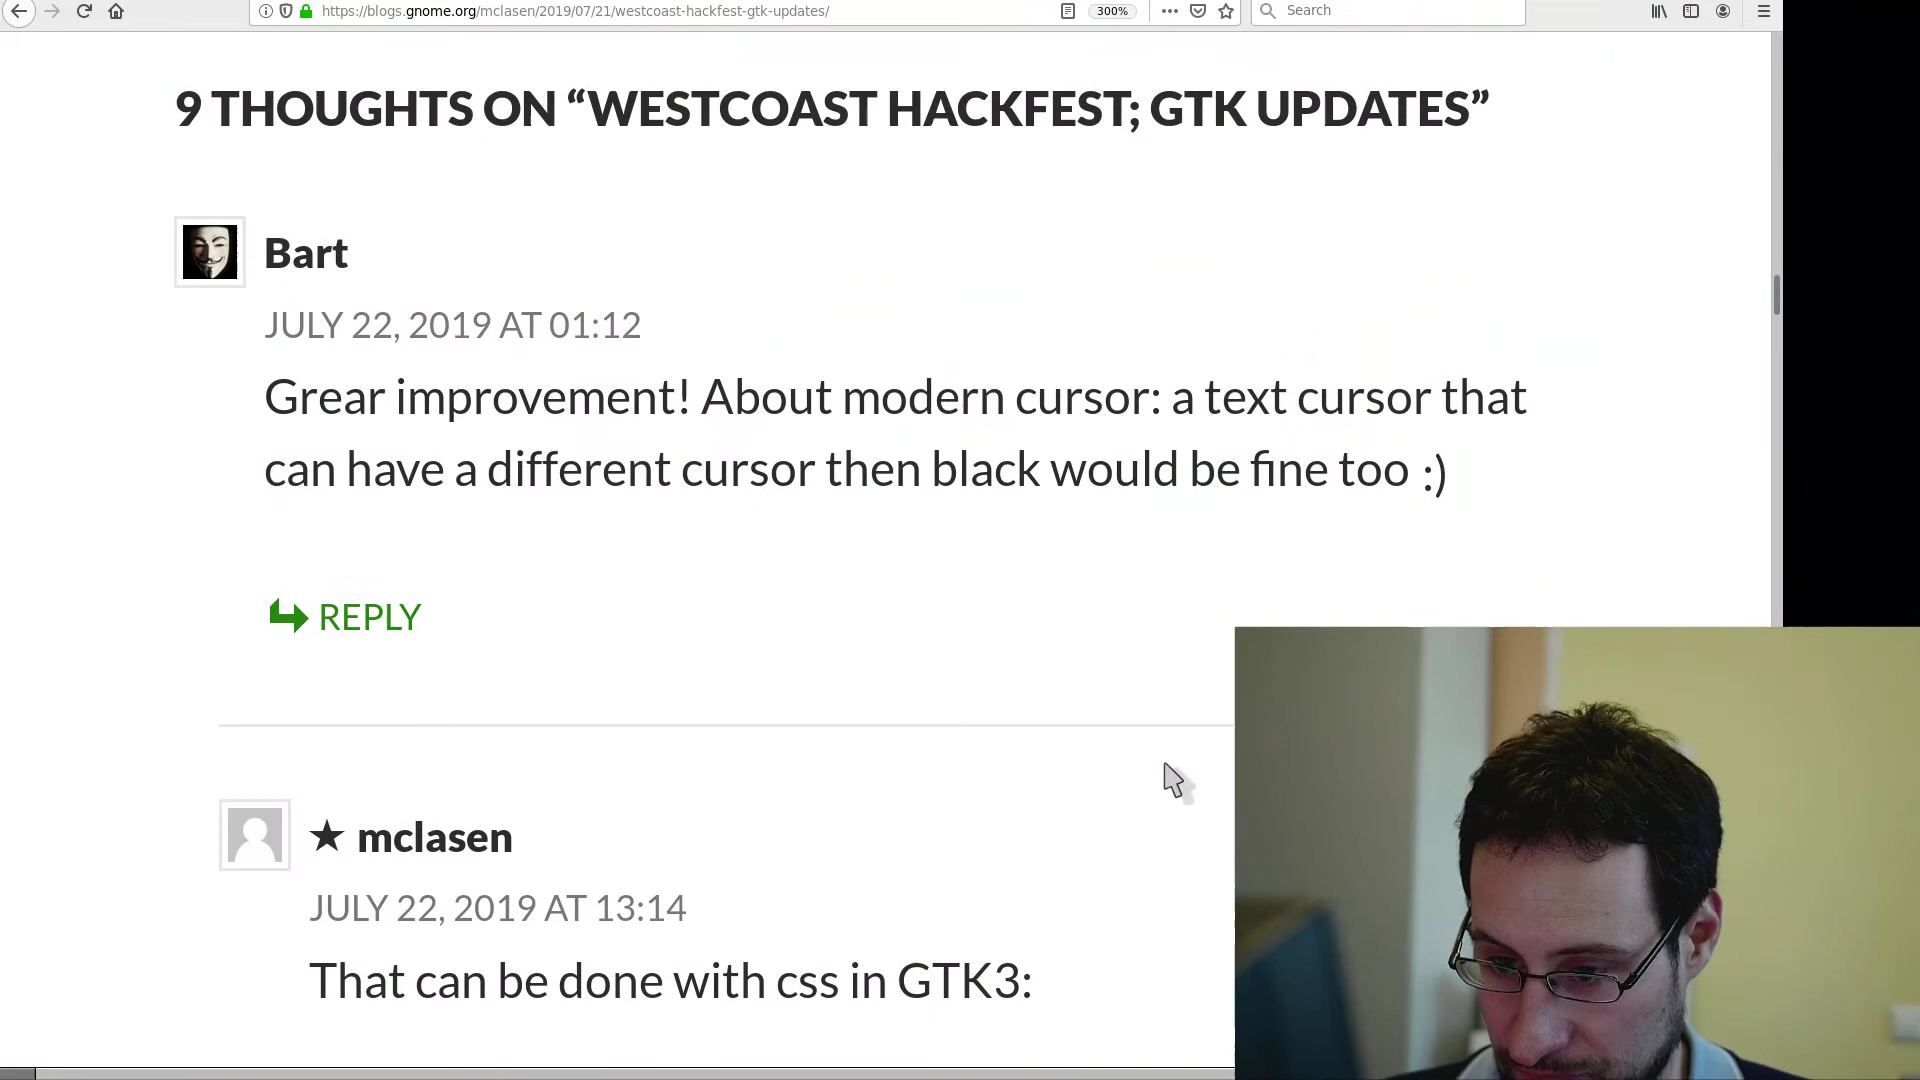 https://blogs.gnome.org/mclasen/2019/07/21/westcoast-hackfest-gtk-updates/
300%
Search
9 THOUGHTS ON “WESTCOAST HACKFEST; GTK UPDATES”
Bart
JULY 22, 2019 AT 01:12
Grear improvement! About modern cursor: a text cursor that
can have a different cursor then black would be fine too :)
REPLY
★ mclasen
JULY 22, 2019 AT 13:14
That can be done with css in GTK3: